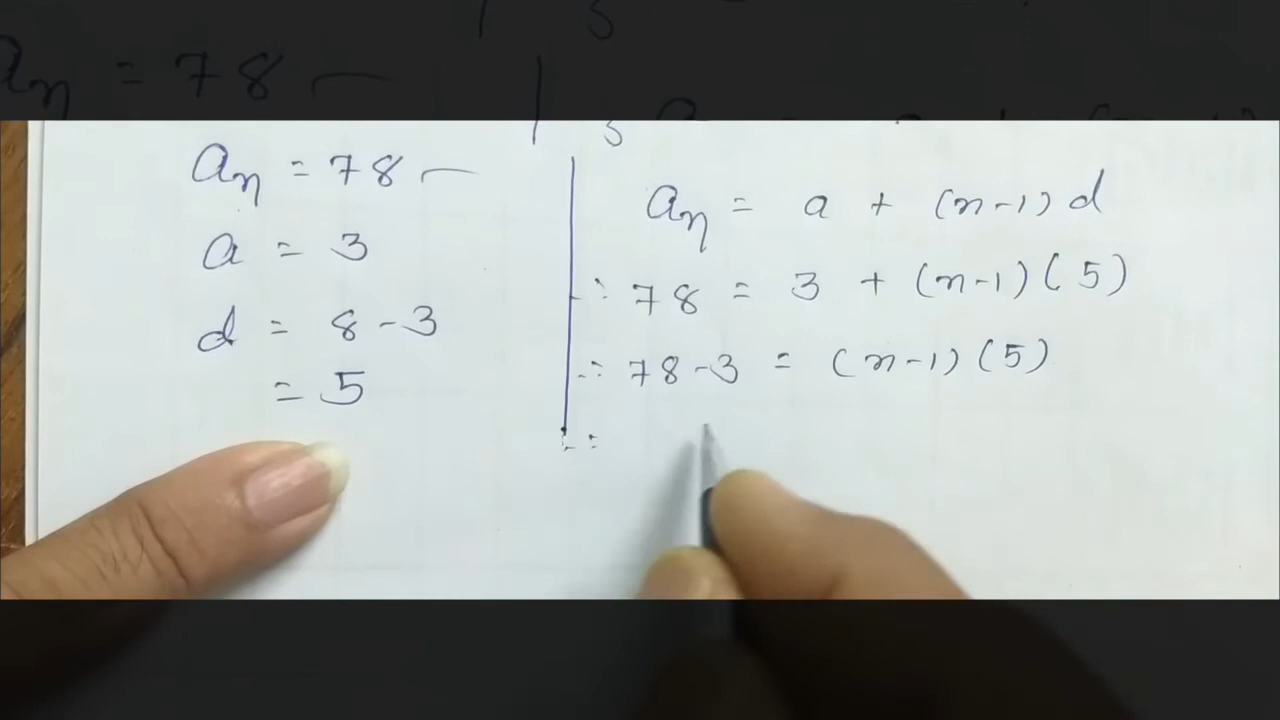 aₙ = 78 —
a = 3
d = 8 - 3
= 5
aₙ = a + (n-1) d
∴ 78 = 3 + (n-1) (5)
∴ 78-3 = (n-1) (5)
∴